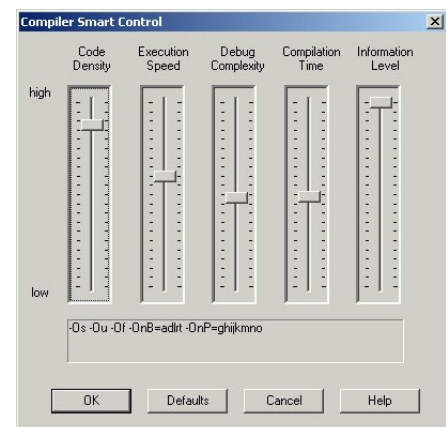 Compiler Smart Control
Code Density
Execution Speed
Debug Complexity
Compilation Time
Information Level
high
low
-Os -Ou -Of -OnB=adlrt -OnP=ghijkmno
OK
Defaults
Cancel
Help